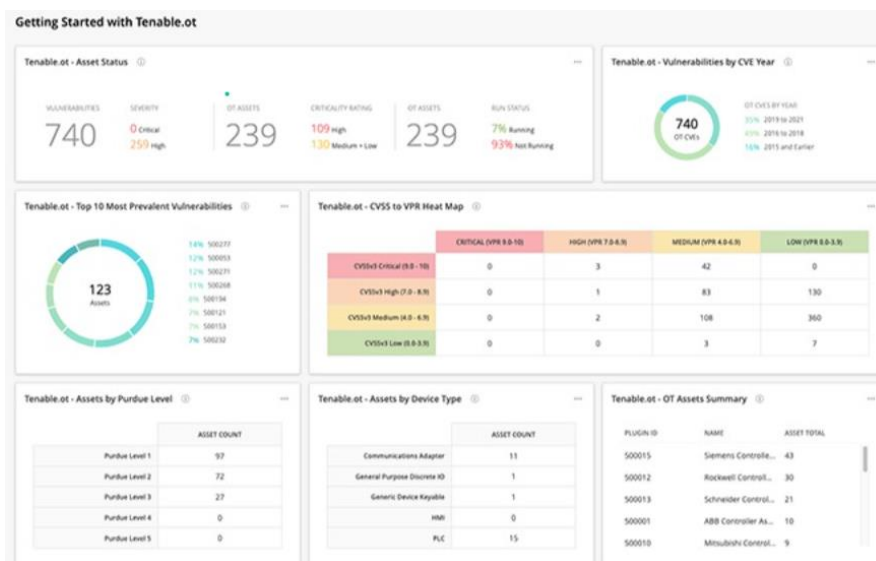 Getting Started with Tenable.ot
Tenable.ot - Asset Status
VULNERABILITIES
740
SEVERITY
0 Critical
259 High
OT ASSETS
239
CRITICALITY RATING
109 High
130 Medium + Low
OT ASSETS
239
RUN STATUS
7% Running
93% Not Running
Tenable.ot - Vulnerabilities by CVE Year
740
OT-CVEs
OT-CVES BY YEAR
35% 2019 to 2021
49% 2016 to 2018
16% 2015 and Earlier
Tenable.ot - Top 10 Most Prevalent Vulnerabilities
123
Assets
14% 500277
12% 500053
12% 500271
11% 500268
500194
7% 500121
7% 500153
7% 500232
Tenable.ot - CVSS to VPR Heat Map
CRITICAL (VPR 9.0-10) HIGH (VPR 7.0-8.9) MEDIUM (VPR 4.0-6.9) LOW (VPR 0.0-3.9)
CVSSv3 Critical (9.0 - 10) 0 3 42 0
CVSSv3 High (7.0 - 8.9) 0 1 83 130
CVSSv3 Medium (4.0 - 6.9) 0 2 108 360
CVSSv3 Low (0.0-3.9) 0 0 3 7
Tenable.ot - Assets by Purdue Level
ASSET COUNT
Purdue Level 1 97
Purdue Level 2 72
Purdue Level 3 27
Purdue Level 4 0
Purdue Level 5 0
Tenable.ot - Assets by Device Type
ASSET COUNT
Communications Adapter 11
General Purpose Discrete IO 1
Generic Device Keyable 1
HMI 0
PLC 15
Tenable.ot - OT Assets Summary
PLUGIN ID NAME ASSET TOTAL
500015 Siemens Controlle... 43
500012 Rockwell Controll... 30
500013 Schneider Control... 21
500001 ABB Controller As... 10
500010 Mitsubishi Control... 9